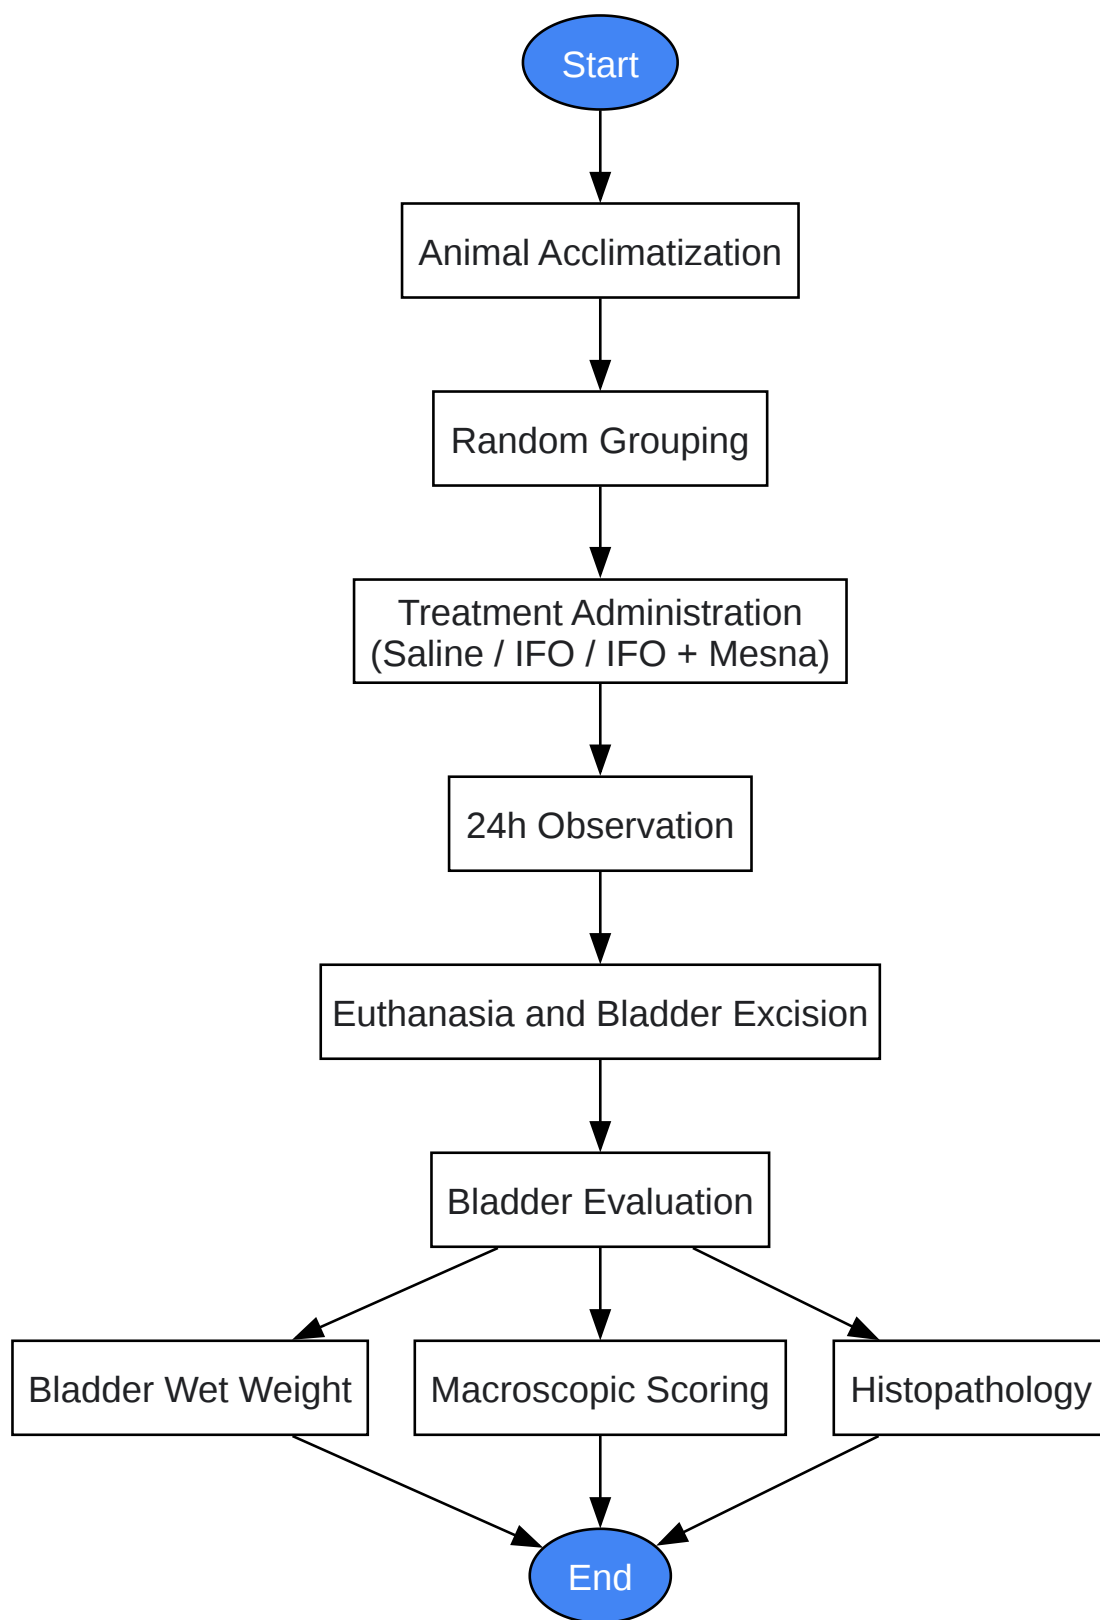 Start
Animal Acclimatization
Random Grouping
Treatment Administration
(Saline / IFO / IFO + Mesna)
24h Observation
Euthanasia and Bladder Excision
Bladder Evaluation
Bladder Wet Weight
Macroscopic Scoring
Histopathology
End